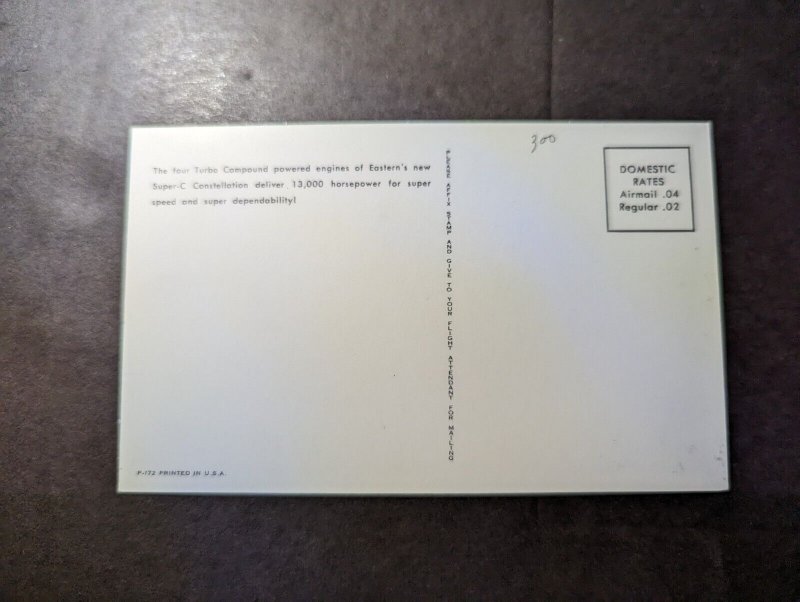 The four Turbo Compound powered engines of Eastern's new
Super-C Constellation deliver 13,000 horsepower for super
speed and super dependability!
PLEASE AFFIX STAMP AND GIVE TO YOUR FLIGHT ATTENDANT FOR MAILING
300
DOMESTIC
RATES
Airmail .04
Regular .02
P-172 PRINTED IN U.S.A.